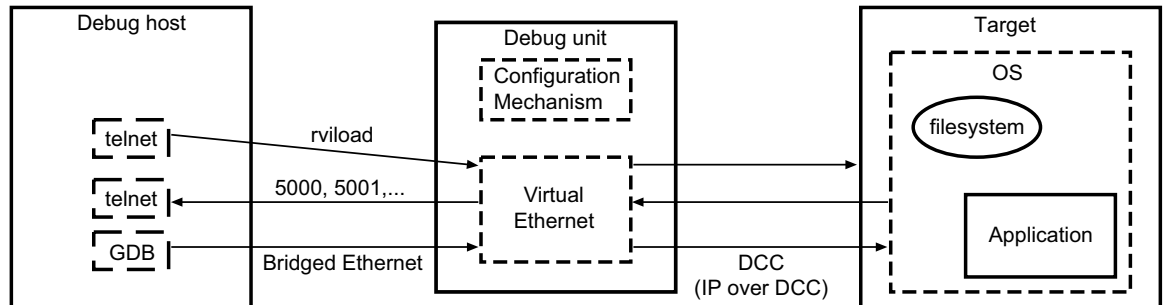 Debug host
Debug unit
Target
Configuration
Mechanism
OS
filesystem
telnet
rviload
telnet
5000, 5001,...
Virtual
Ethernet
GDB
Bridged Ethernet
DCC
(IP over DCC)
Application